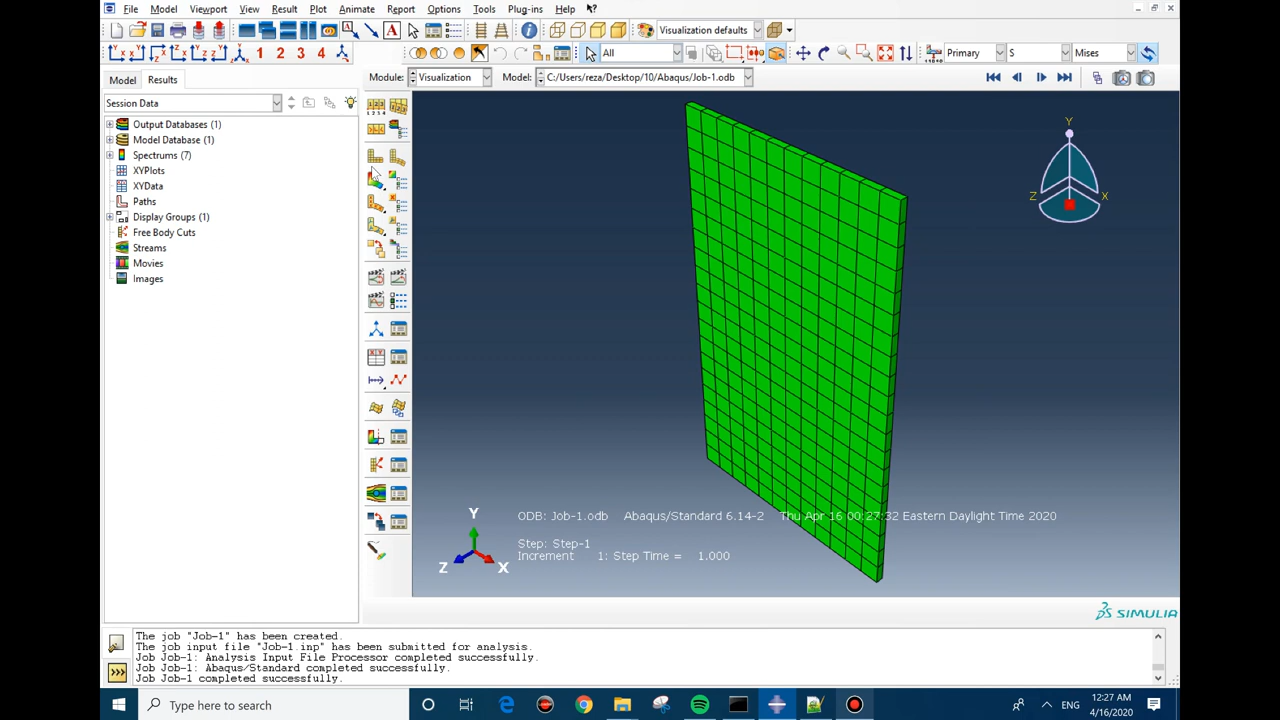 File Model Viewport View Result Plot Animate Report Options Tools Plug-ins Help
Visualization defaults
1 2 3 4
All
Primary S Mises
Model Results
Module: Visualization Model: C:/Users/reza/Desktop/10/Abaqus/Job-1.odb
Session Data
Output Databases (1)
Model Database (1)
Spectrums (7)
XYPlots
XYData
Paths
Display Groups (1)
Free Body Cuts
Streams
Movies
Images
Y
Z X
ODB: Job-1.odb Abaqus/Standard 6.14-2 Thu Apr 16 00:27:32 Eastern Daylight Time 2020
Step: Step-1
Increment 1: Step Time = 1.000
Y
Z X
SIMULIA
The job "Job-1" has been created.
The job input file "Job-1.inp" has been submitted for analysis.
Job Job-1: Analysis Input File Processor completed successfully.
Job Job-1: Abaqus/Standard completed successfully.
Job Job-1 completed successfully.
>>>
Type here to search
12:27 AM
ENG
4/16/2020